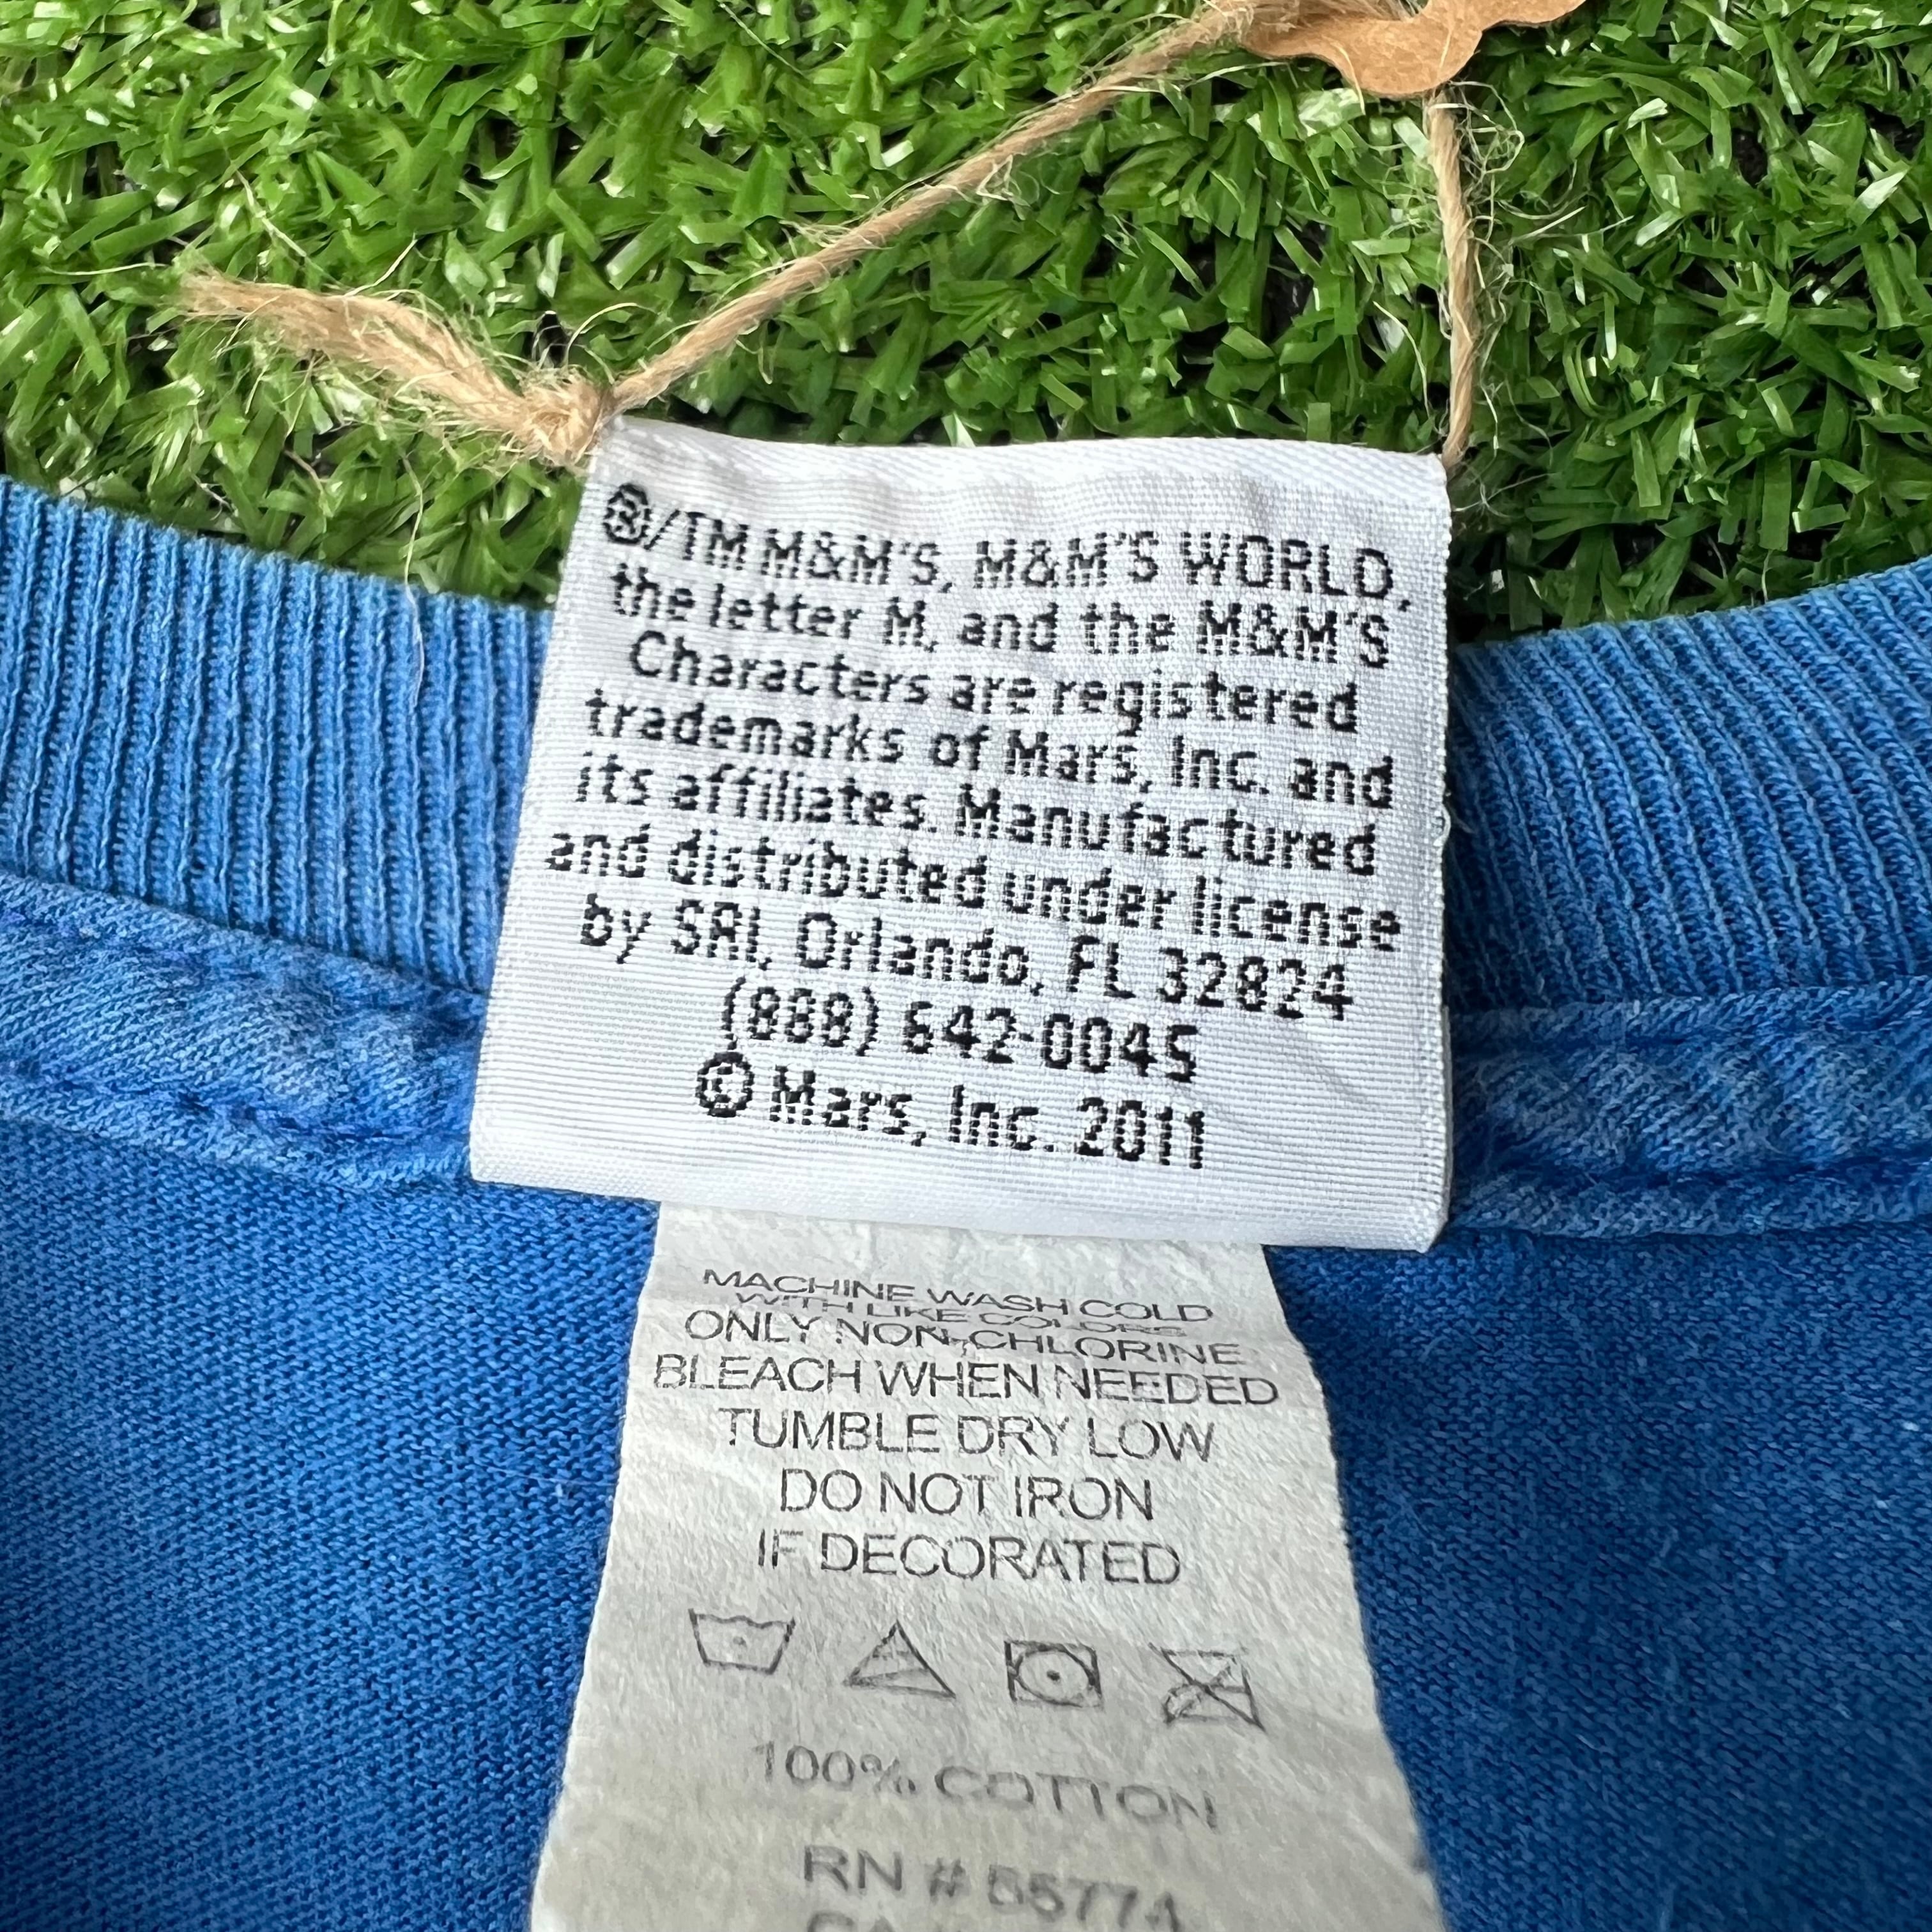 ®/TM M&M'S, M&M'S WORLD,
the letter M, and the M&M'S
Characters are registered
trademarks of Mars, Inc. and
its affiliates. Manufactured
and distributed under license
by SRI, Orlando, FL 32824
(888) 642-0045
© Mars, Inc. 2011
MACHINE WASH COLD
WITH LIKE COLORS
ONLY NON-CHLORINE
BLEACH WHEN NEEDED
TUMBLE DRY LOW
DO NOT IRON
IF DECORATED
100% COTTON
RN #